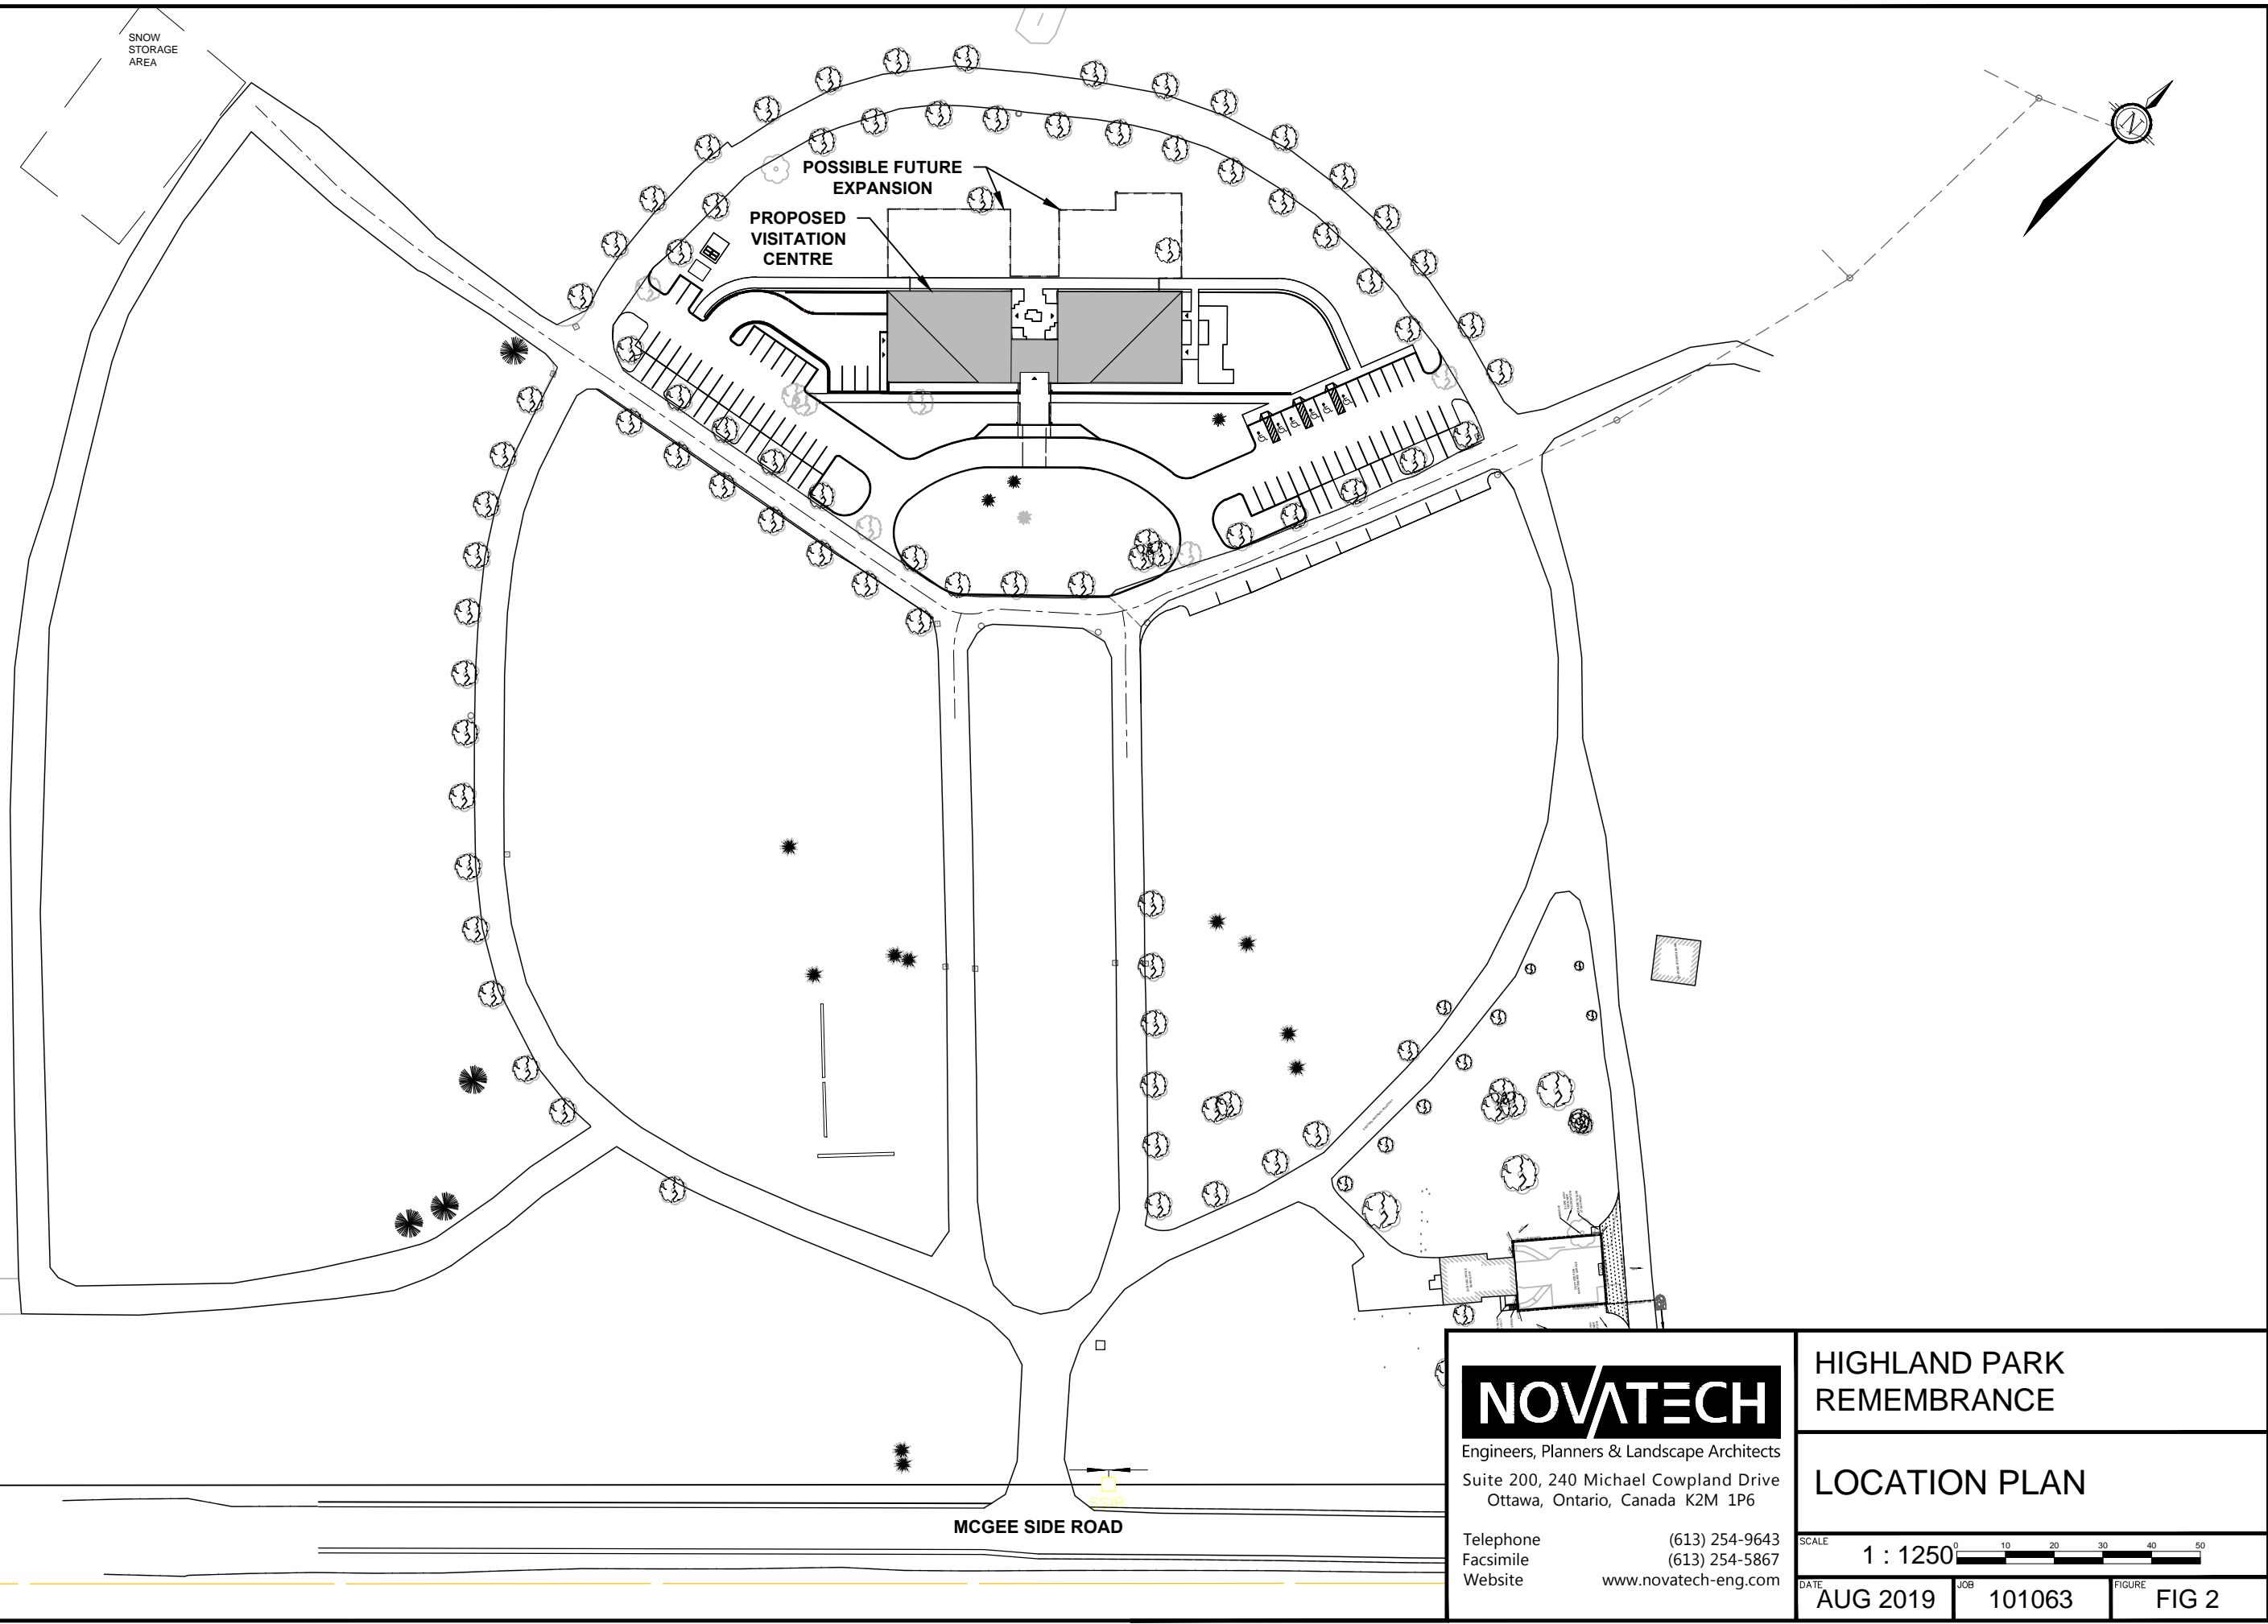 SNOW
STORAGE
AREA
N
POSSIBLE FUTURE
EXPANSION
PROPOSED
VISITATION
CENTRE
MCGEE SIDE ROAD
NOVATECH
Engineers, Planners & Landscape Architects
Suite 200, 240 Michael Cowpland Drive
Ottawa, Ontario, Canada K2M 1P6
Telephone (613) 254-9643
Facsimile (613) 254-5867
Website www.novatech-eng.com
HIGHLAND PARK
REMEMBRANCE
LOCATION PLAN
SCALE
1 : 1250
0 10 20 30 40 50
DATE
AUG 2019
JOB
101063
FIGURE
FIG 2